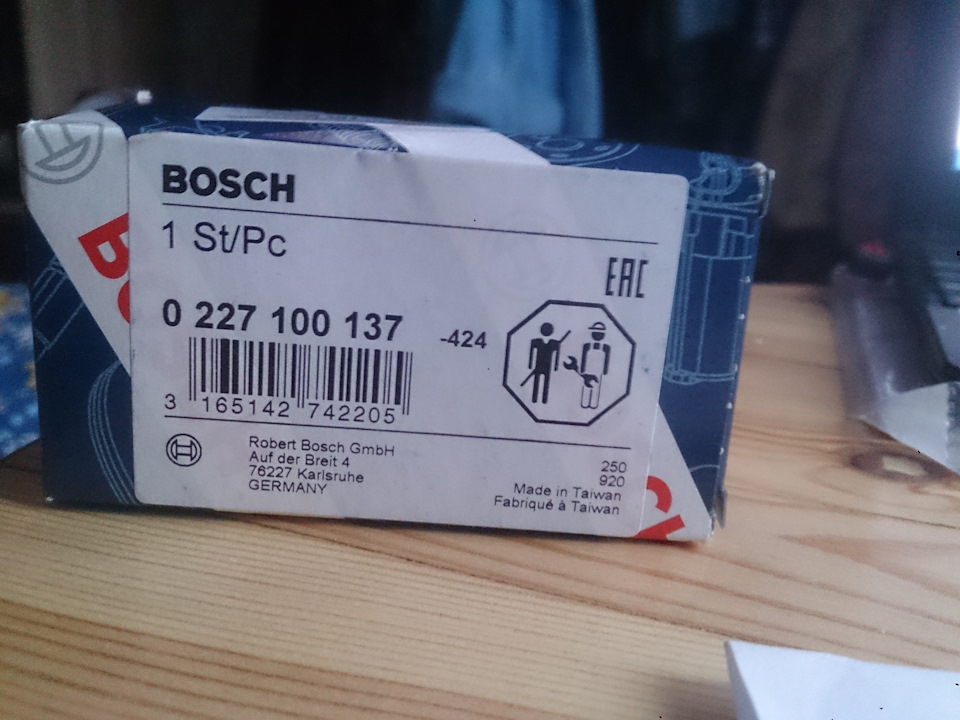 BOSCH
1 St/Pc
EAC
0 227 100 137
-424
3 165142 742205
Robert Bosch GmbH
Auf der Breit 4
76227 Karlsruhe
GERMANY
250
920
Made in Taiwan
Fabriqué à Taiwan